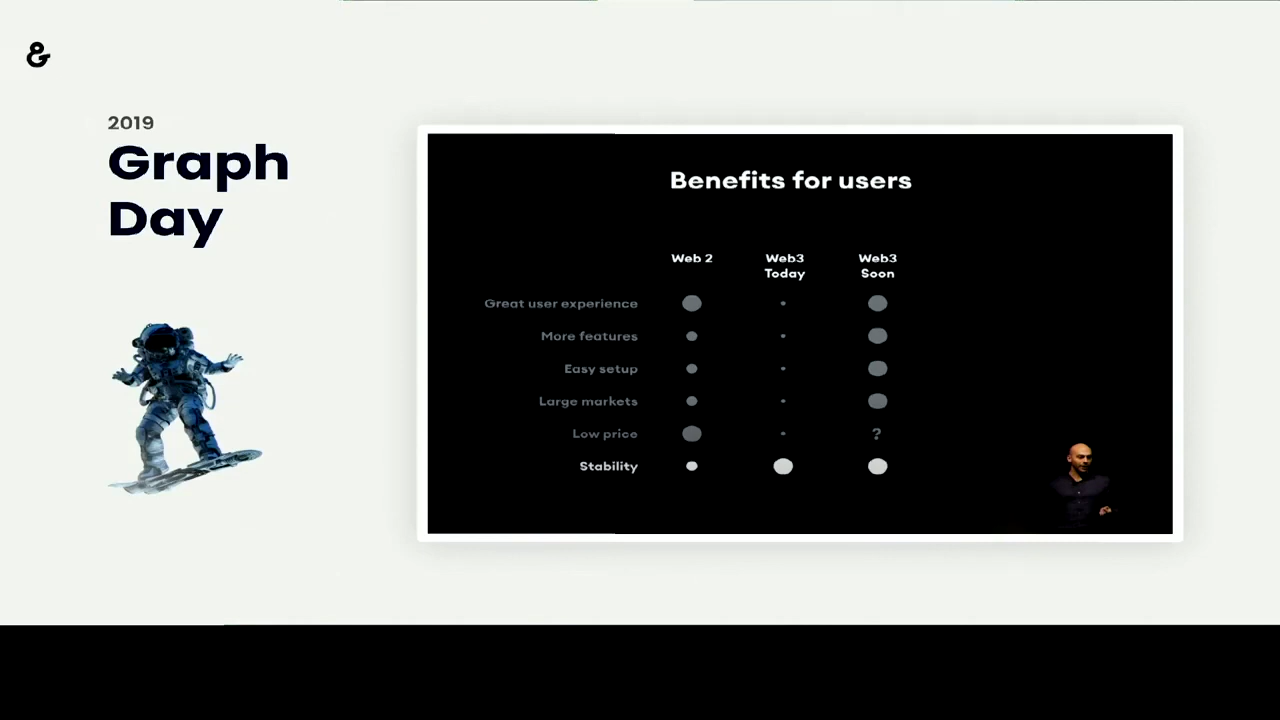 &
2019
Graph
Day
Benefits for users
Web 2 Web3 Web3
Today Soon
Great user experience
More features
Easy setup
Large markets
Low price ?
Stability